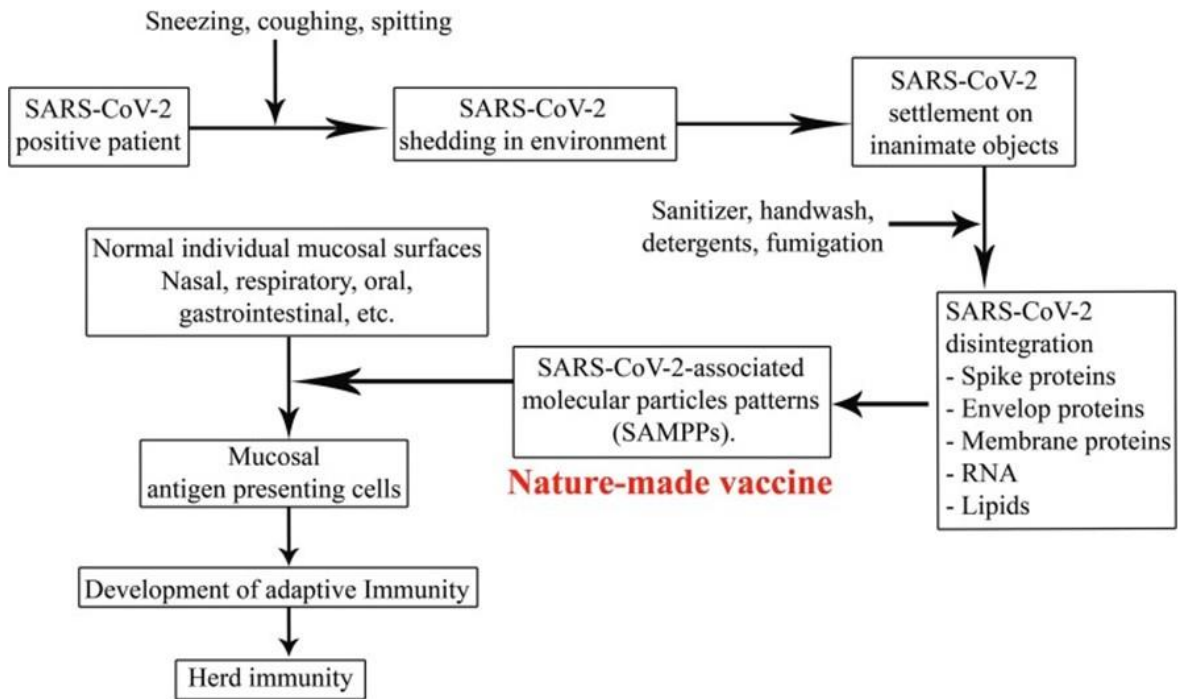 Sneezing, coughing, spitting
SARS-CoV-2
positive patient
SARS-CoV-2
shedding in environment
SARS-CoV-2
settlement on
inanimate objects
Sanitizer, handwash,
detergents, fumigation
SARS-CoV-2
disintegration
- Spike proteins
- Envelop proteins
- Membrane proteins
- RNA
- Lipids
SARS-CoV-2-associated
molecular particles patterns
(SAMPPs).
Nature-made vaccine
Normal individual mucosal surfaces
Nasal, respiratory, oral,
gastrointestinal, etc.
Mucosal
antigen presenting cells
Development of adaptive Immunity
Herd immunity